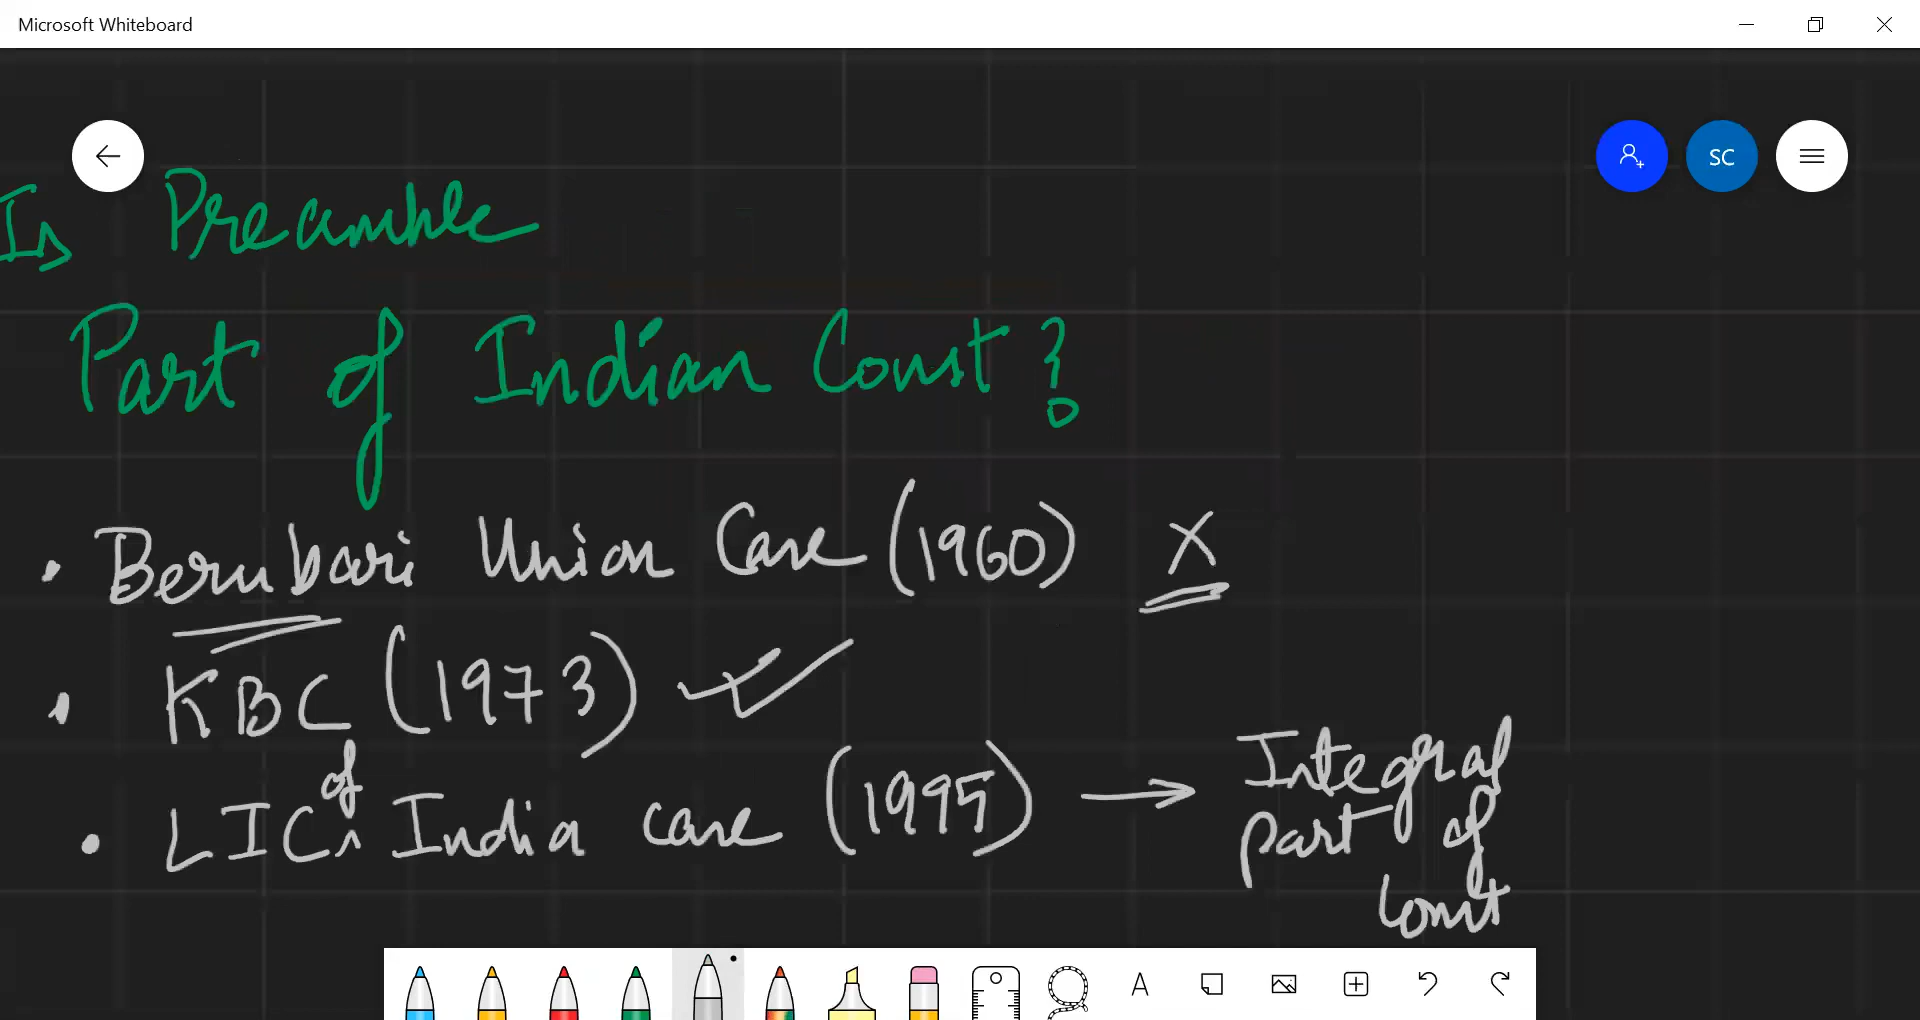 Microsoft Whiteboard
SC
Is Preamble
Part of Indian Const?
• Berubari Union Case (1960) X
• KBC (1973) ✓
• LIC of India case (1995) → Integral
part of
Const
A